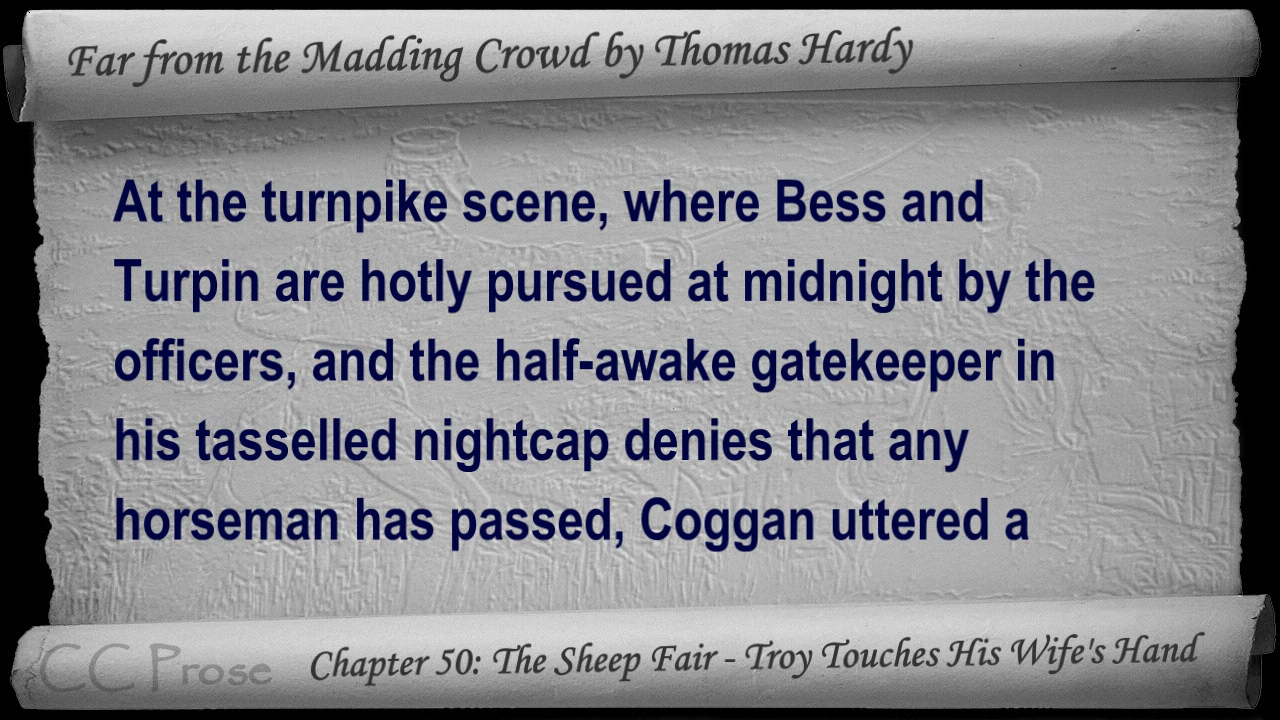 Far from the Madding Crowd by Thomas Hardy
At the turnpike scene, where Bess and
Turpin are hotly pursued at midnight by the
officers, and the half-awake gatekeeper in
his tasselled nightcap denies that any
horseman has passed, Coggan uttered a
CC Prose
Chapter 50: The Sheep Fair - Troy Touches His Wife's Hand